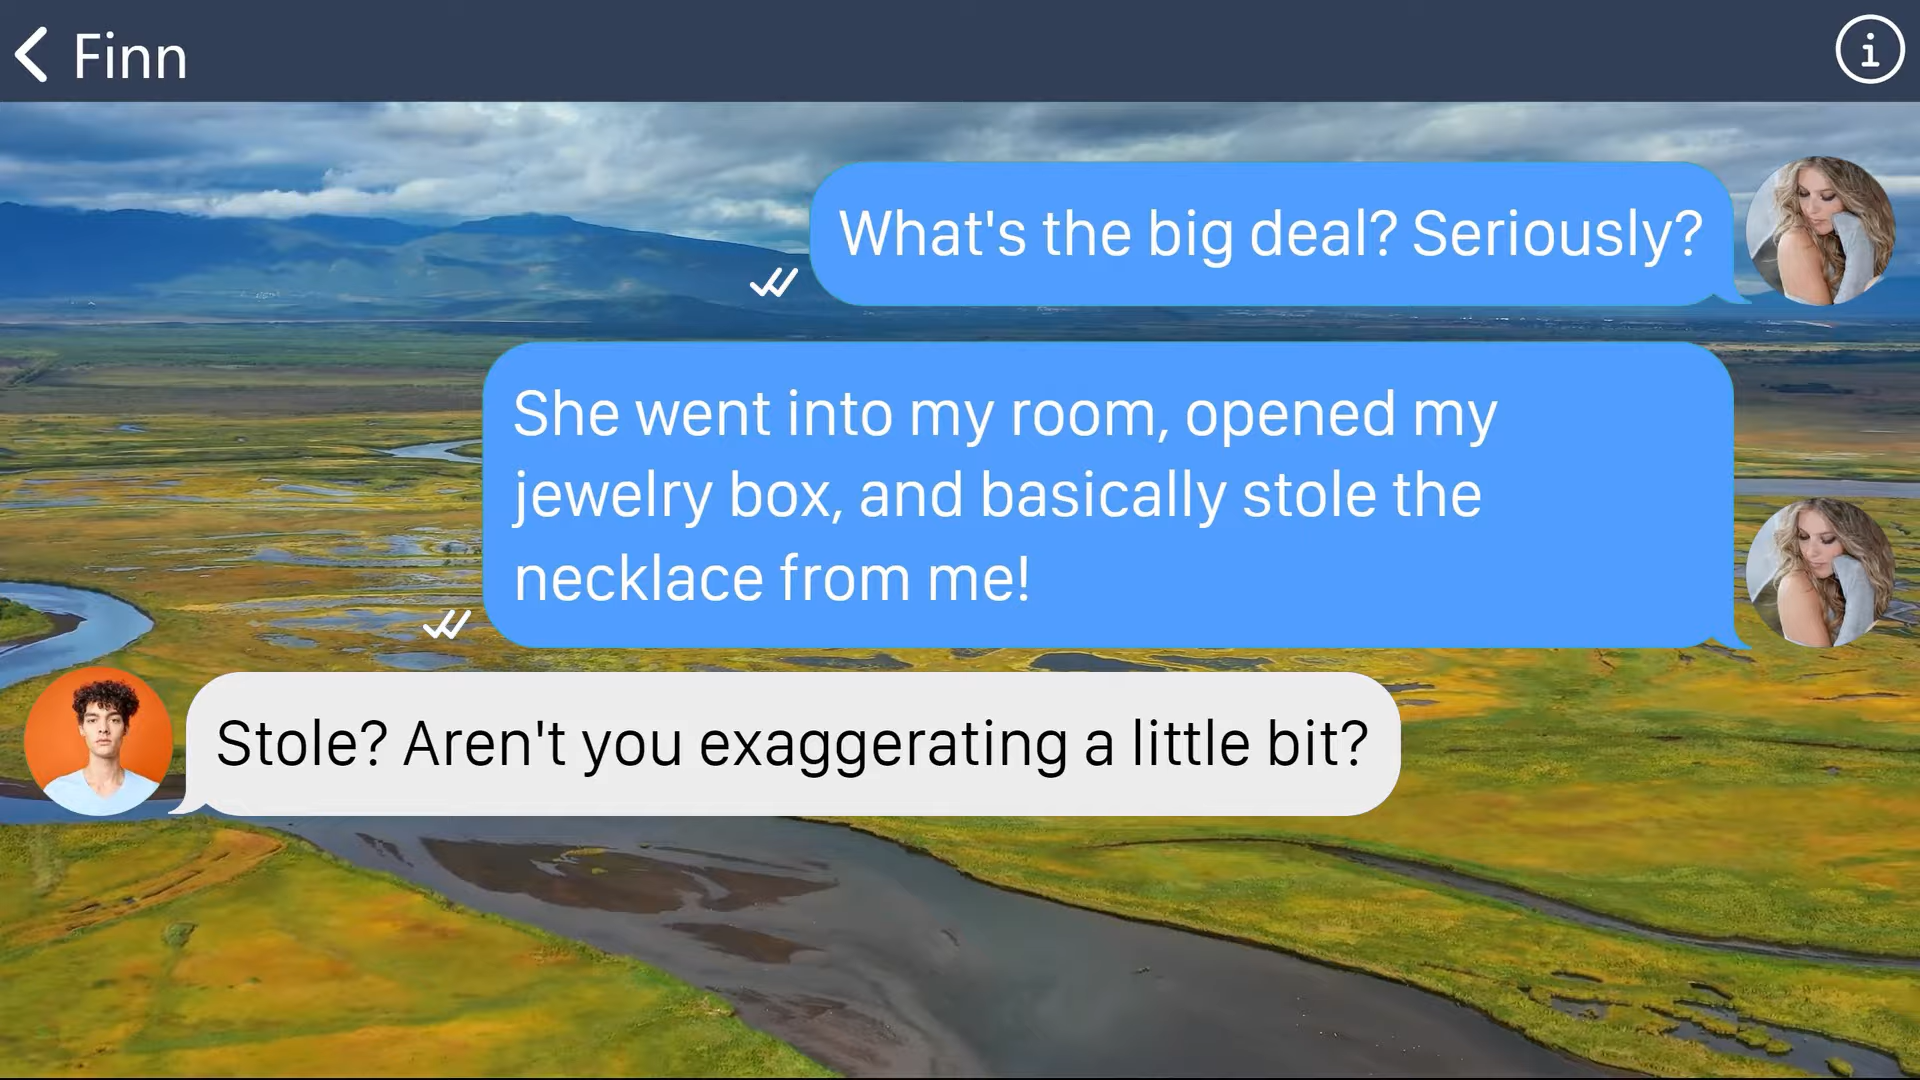 Finn
What's the big deal? Seriously?
She went into my room, opened my
jewelry box, and basically stole the
necklace from me!
Stole? Aren't you exaggerating a little bit?